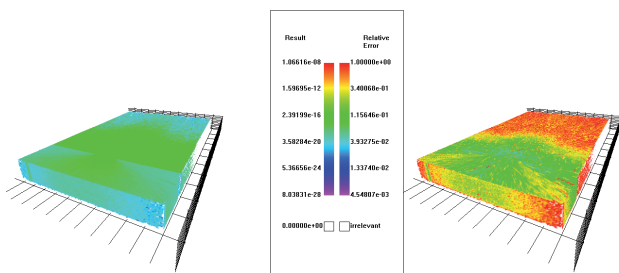 Result Relative
Error
1.06616e-08 1.00000e+00
1.59695e-12 3.40068e-01
2.39199e-16 1.15646e-01
3.58284e-20 3.93275e-02
5.36656e-24 1.33740e-02
8.03831e-28 4.54807e-03
0.00000e+00 irrelevant